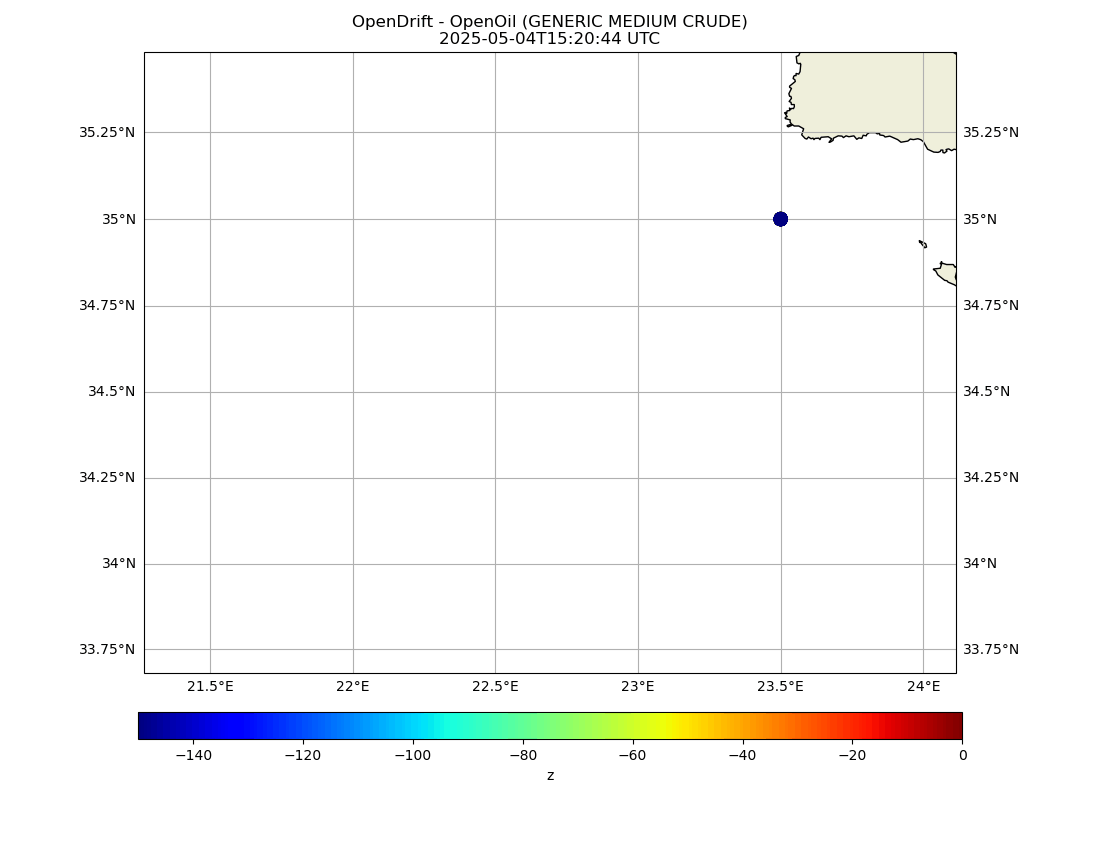 OpenDrift - OpenOil (GENERIC MEDIUM CRUDE)
2025-05-04T15:20:44 UTC
35.25°N 35.25°N
35°N 35°N
34.75°N 34.75°N
34.5°N 34.5°N
34.25°N 34.25°N
34°N 34°N
33.75°N 33.75°N
21.5°E 22°E 22.5°E 23°E 23.5°E 24°E
−140 −120 −100 −80 −60 −40 −20 0
z